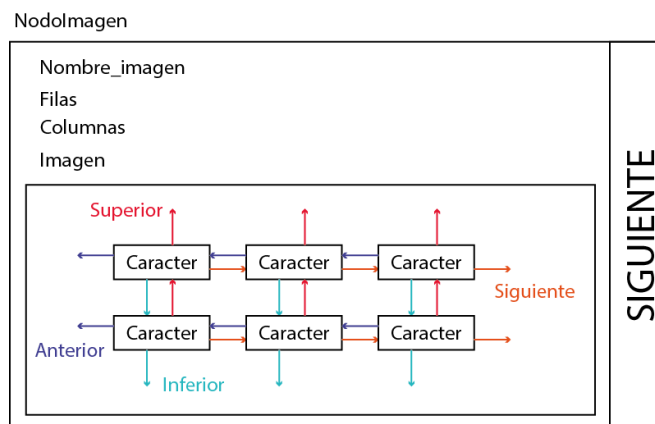 NodoImagen
Nombre_imagen
Filas
Columnas
Imagen
Superior
Caracter Caracter Caracter
Siguiente
Caracter Caracter Caracter
Anterior
Inferior
SIGUIENTE